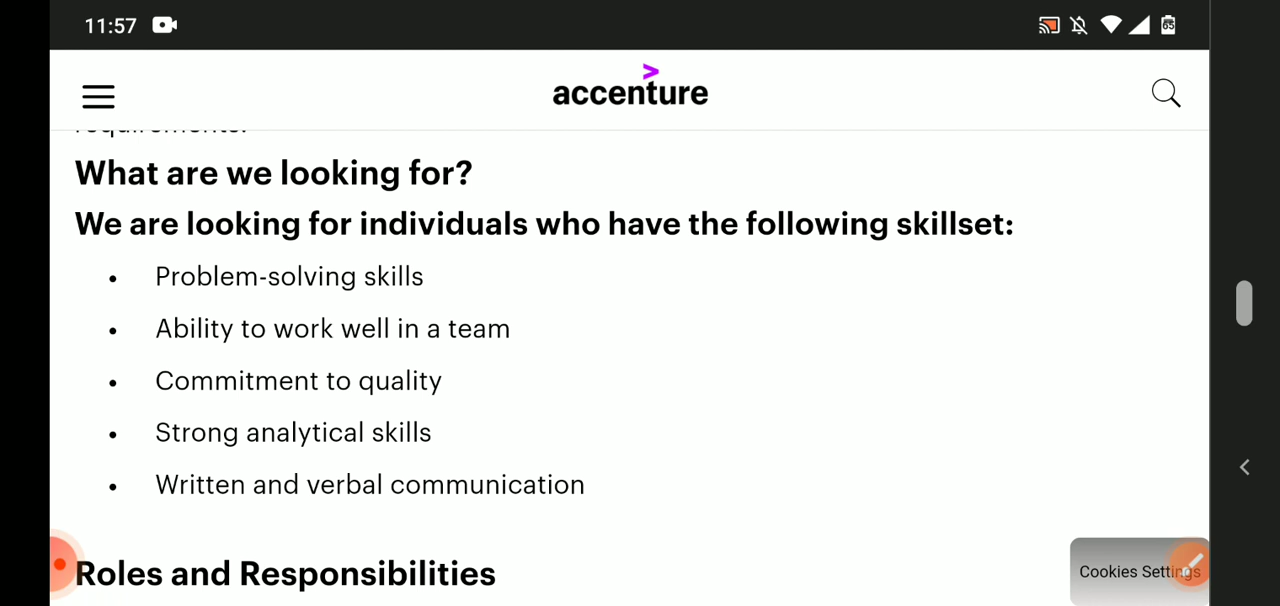 11:57
65
>
accenture
What are we looking for?
We are looking for individuals who have the following skillset:
• Problem-solving skills
• Ability to work well in a team
• Commitment to quality
• Strong analytical skills
• Written and verbal communication
Roles and Responsibilities
Cookies Settings